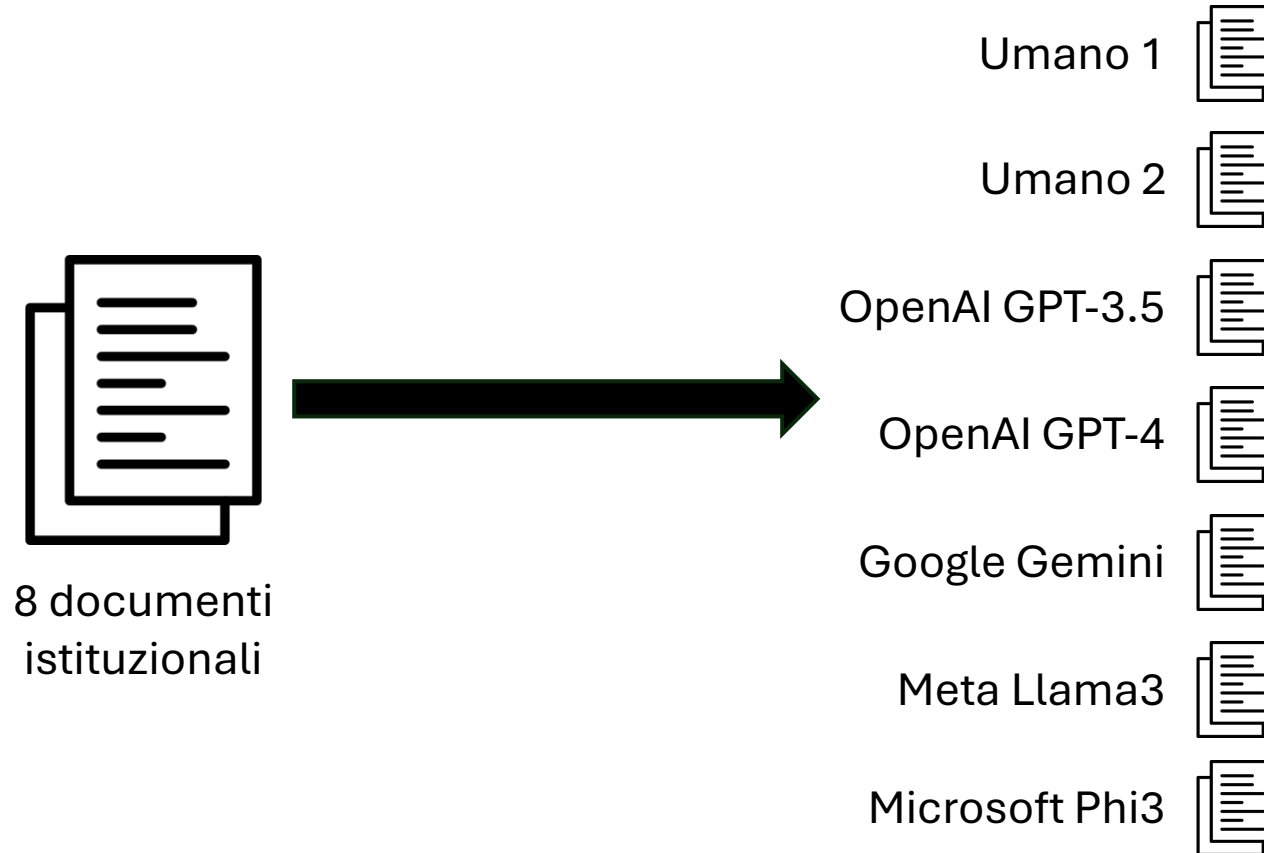 Umano 1
Umano 2
OpenAI GPT-3.5
OpenAI GPT-4
Google Gemini
Meta Llama3
Microsoft Phi3
8 documenti
istituzionali